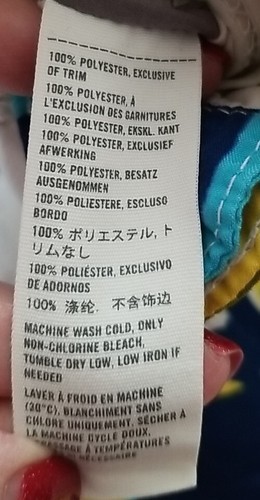 100% POLYESTER, EXCLUSIVE
OF TRIM
100% POLYESTER, À
L'EXCLUSION DES GARNITURES
100% POLYESTER, EKSKL. KANT
100% POLYESTER, EXCLUSIEF
AFWERKING
100% POLYESTER, BESATZ
AUSGENOMMEN
100% POLIESTERE, ESCLUSO
BORDO
100% ポリエステル, ト
リムなし
100% POLIÉSTER, EXCLUSIVO
DE ADORNOS
100% 涤纶, 不含饰边
MACHINE WASH COLD, ONLY
NON-CHLORINE BLEACH,
TUMBLE DRY LOW, LOW IRON IF
NEEDED
LAVER À FROID EN MACHINE
(30°C), BLANCHIMENT SANS
CHLORE UNIQUEMENT, SÉCHER À
LA MACHINE CYCLE DOUX,
REPASSAGE À TEMPÉRATURES
NÉCESSAIRE